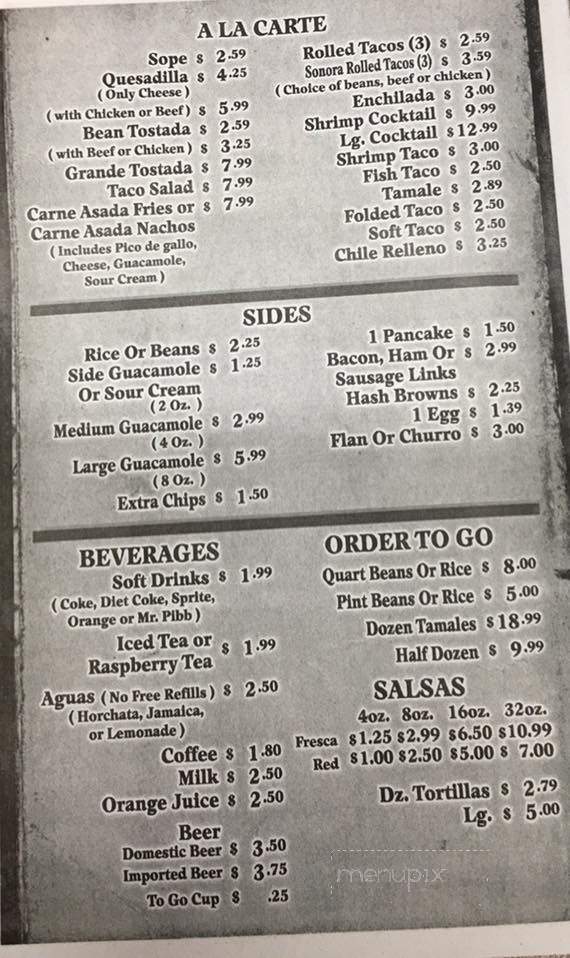 A LA CARTE
Sope $ 2.59
Quesadilla $ 4.25
( Only Cheese )
( with Chicken or Beef ) $ 5.99
Bean Tostada $ 2.59
( with Beef or Chicken ) $ 3.25
Grande Tostada $ 7.99
Taco Salad $ 7.99
Carne Asada Fries or $ 7.99
Carne Asada Nachos
( Includes Pico de gallo,
Cheese, Guacamole,
Sour Cream )
Rolled Tacos (3) $ 2.59
Sonora Rolled Tacos (3) $ 3.59
( Choice of beans, beef or chicken )
Enchilada $ 3.00
Shrimp Cocktail $ 9.99
Lg. Cocktail $ 12.99
Shrimp Taco $ 3.00
Fish Taco $ 2.50
Tamale $ 2.89
Folded Taco $ 2.50
Soft Taco $ 2.50
Chile Relleno $ 3.25
SIDES
Rice Or Beans $ 2.25
Side Guacamole $ 1.25
Or Sour Cream
( 2 Oz. )
Medium Guacamole $ 2.99
( 4 Oz. )
Large Guacamole $ 5.99
( 8 Oz. )
Extra Chips $ 1.50
1 Pancake $ 1.50
Bacon, Ham Or $ 2.99
Sausage Links
Hash Browns $ 2.25
1 Egg $ 1.39
Flan Or Churro $ 3.00
BEVERAGES
Soft Drinks $ 1.99
( Coke, Diet Coke, Sprite,
Orange or Mr. Pibb )
Iced Tea or $ 1.99
Raspberry Tea
Aguas ( No Free Refills ) $ 2.50
( Horchata, Jamaica,
or Lemonade )
Coffee $ 1.80
Milk $ 2.50
Orange Juice $ 2.50
Beer
Domestic Beer $ 3.50
Imported Beer $ 3.75
To Go Cup $ .25
ORDER TO GO
Quart Beans Or Rice $ 8.00
Pint Beans Or Rice $ 5.00
Dozen Tamales $ 18.99
Half Dozen $ 9.99
SALSAS
4oz. 8oz. 16oz. 32oz.
Fresca $1.25 $2.99 $6.50 $10.99
Red $1.00 $2.50 $5.00 $ 7.00
Dz. Tortillas $ 2.79
Lg. $ 5.00
menupix